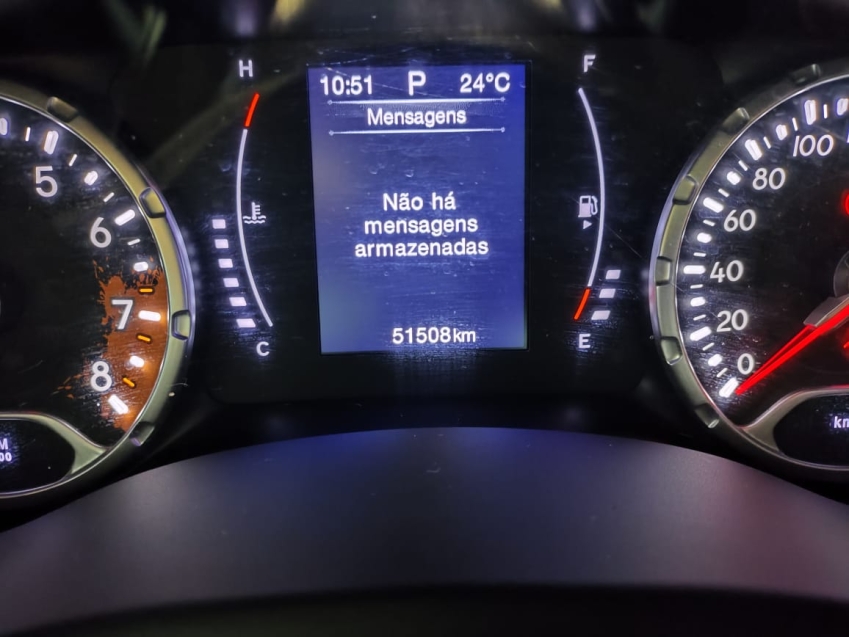 H
10:51 P 24°C
F
Mensagens
Não há
mensagens
armazenadas
51508km
C
E
5
6
7
8
100
80
60
40
20
0
km